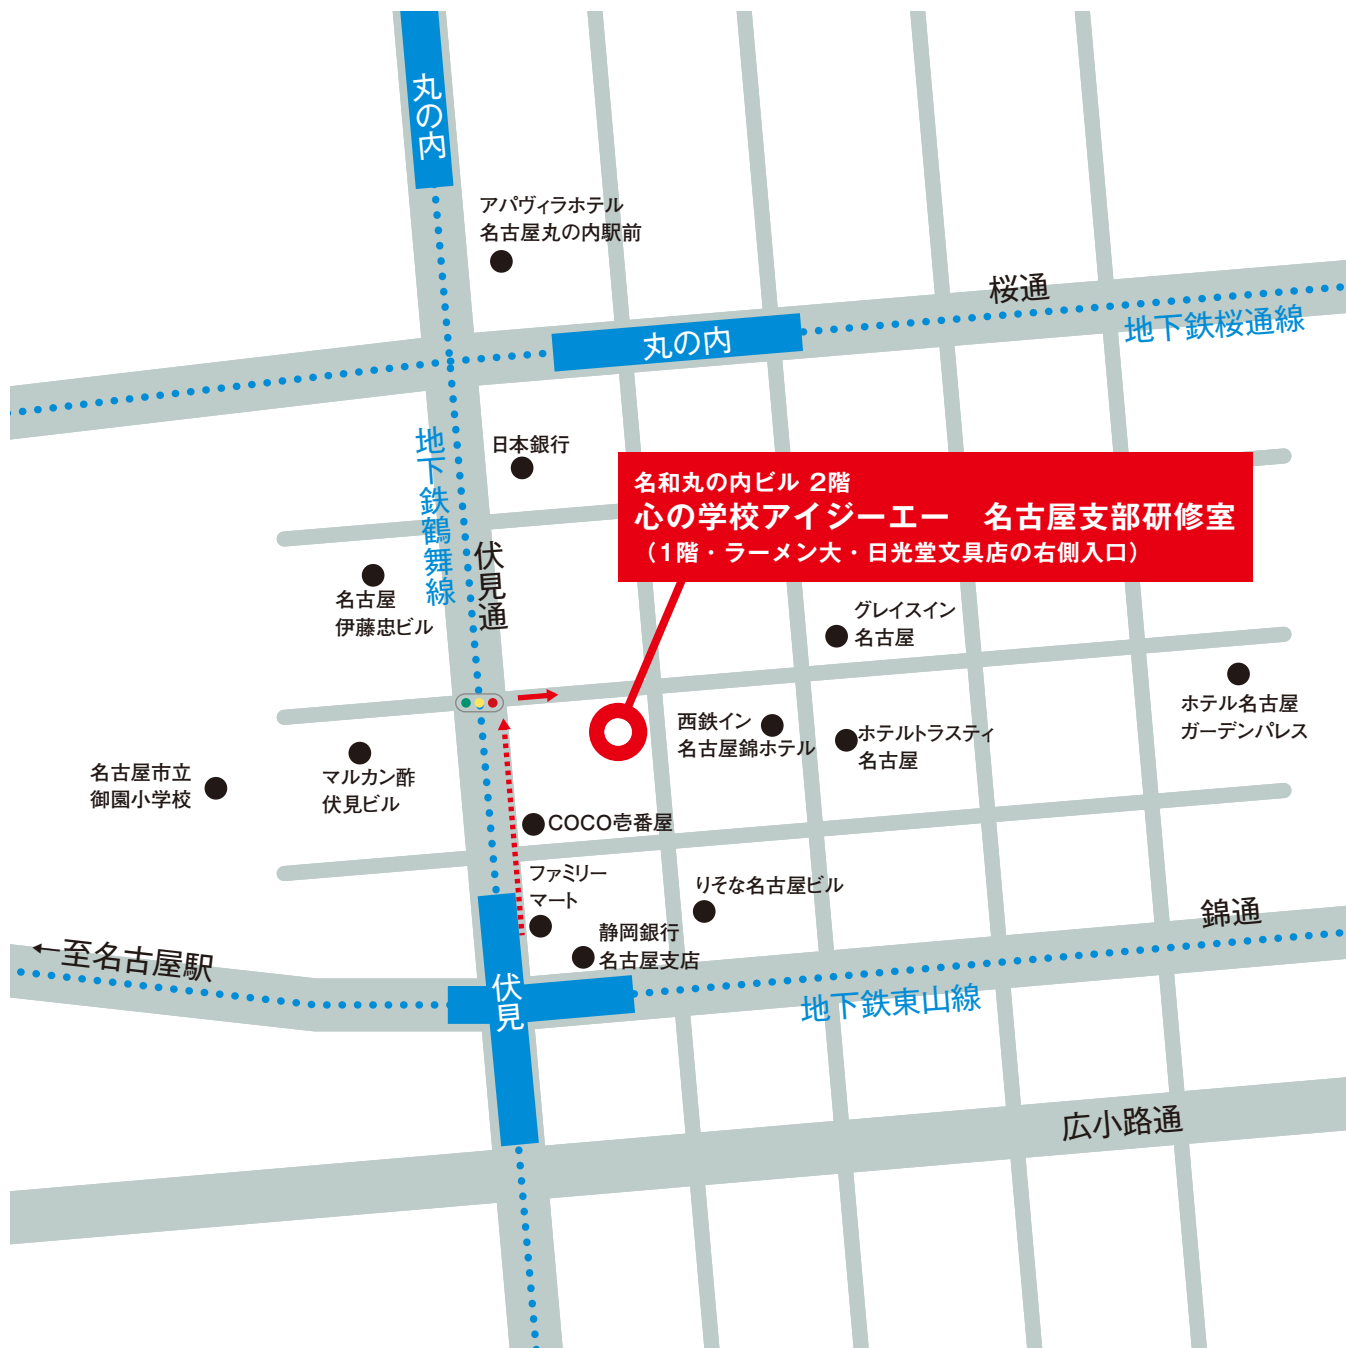 丸の内
アパヴィラホテル
名古屋丸の内駅前
桜通
地下鉄桜通線
丸の内
地下鉄鶴舞線
日本銀行
名和丸の内ビル 2階
心の学校アイジーエー　名古屋支部研修室
（1階・ラーメン大・日光堂文具店の右側入口）
伏見通
名古屋
伊藤忠ビル
グレイスイン
名古屋
ホテル名古屋
ガーデンパレス
西鉄イン
名古屋錦ホテル
ホテルトラスティ
名古屋
名古屋市立
御園小学校
マルカン酢
伏見ビル
COCO壱番屋
ファミリー
マート
りそな名古屋ビル
静岡銀行
名古屋支店
錦通
←至名古屋駅
伏見
地下鉄東山線
広小路通